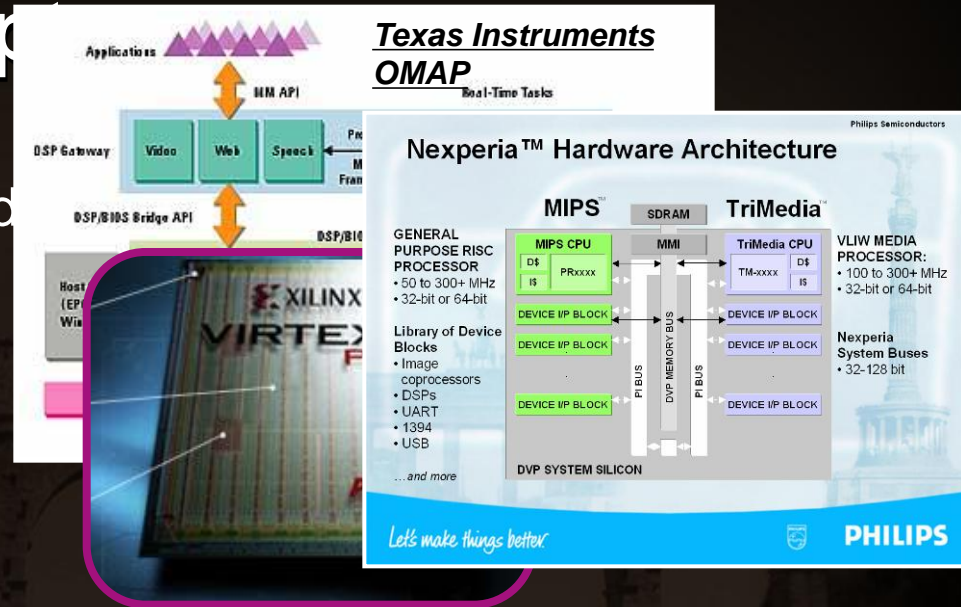 Applications
Texas Instruments
OMAP
MM API
Real-Time Tasks
DSP Gateway
Video
Web
Speech
DSP/BIOS Bridge API
Host
XILINX
Philips Semiconductors
Nexperia™ Hardware Architecture
MIPS™
SDRAM
TriMedia™
GENERAL
PURPOSE RISC
PROCESSOR
• 50 to 300+ MHz
• 32-bit or 64-bit
Library of Device
Blocks
• Image
coprocessors
• DSPs
• UART
• 1394
• USB
...and more
MIPS CPU
D$
PRxxxx
I$
DEVICE I/P BLOCK
DEVICE I/P BLOCK
.
.
DEVICE I/P BLOCK
MMI
PI BUS
DVP MEMORY BUS
PI BUS
TriMedia CPU
D$
TM-xxxx
I$
DEVICE I/P BLOCK
DEVICE I/P BLOCK
.
.
DEVICE I/P BLOCK
DVP SYSTEM SILICON
VLIW MEDIA
PROCESSOR:
• 100 to 300+ MHz
• 32-bit or 64-bit
Nexperia
System Buses
• 32-128 bit
Let's make things better.
PHILIPS